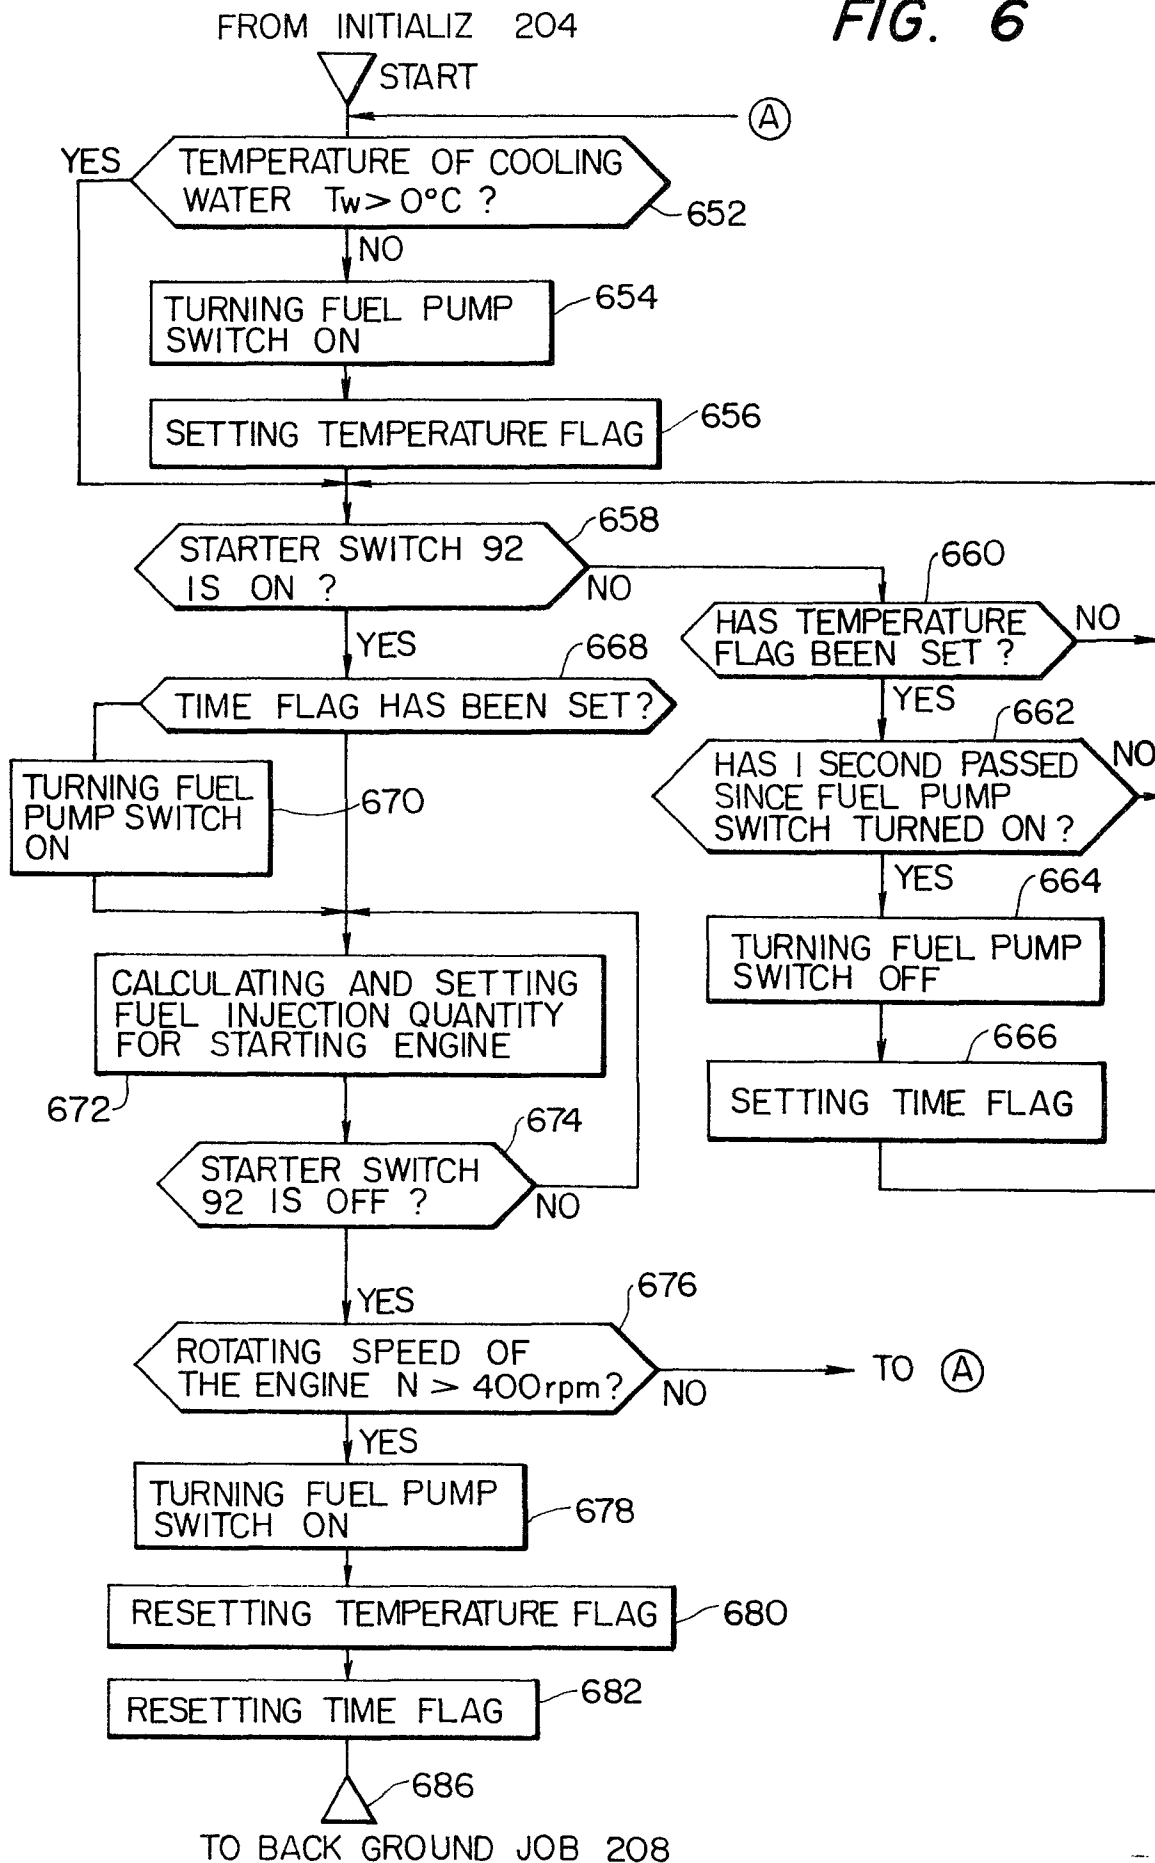 FIG. 6
FROM INITIALIZ 204
START
A
YES
TEMPERATURE OF COOLING
WATER Tw > 0°C ?
652
NO
TURNING FUEL PUMP
SWITCH ON
654
SETTING TEMPERATURE FLAG
656
STARTER SWITCH 92
IS ON ?
658
NO
YES
660
HAS TEMPERATURE
FLAG BEEN SET ?
NO
YES
662
HAS 1 SECOND PASSED
SINCE FUEL PUMP
SWITCH TURNED ON ?
NO
YES
664
TURNING FUEL PUMP
SWITCH OFF
666
SETTING TIME FLAG
668
TIME FLAG HAS BEEN SET?
TURNING FUEL
PUMP SWITCH
ON
670
CALCULATING AND SETTING
FUEL INJECTION QUANTITY
FOR STARTING ENGINE
672
674
STARTER SWITCH
92 IS OFF ?
NO
YES
676
ROTATING SPEED OF
THE ENGINE N > 400rpm?
NO
TO A
YES
TURNING FUEL PUMP
SWITCH ON
678
RESETTING TEMPERATURE FLAG
680
RESETTING TIME FLAG
682
686
TO BACK GROUND JOB 208